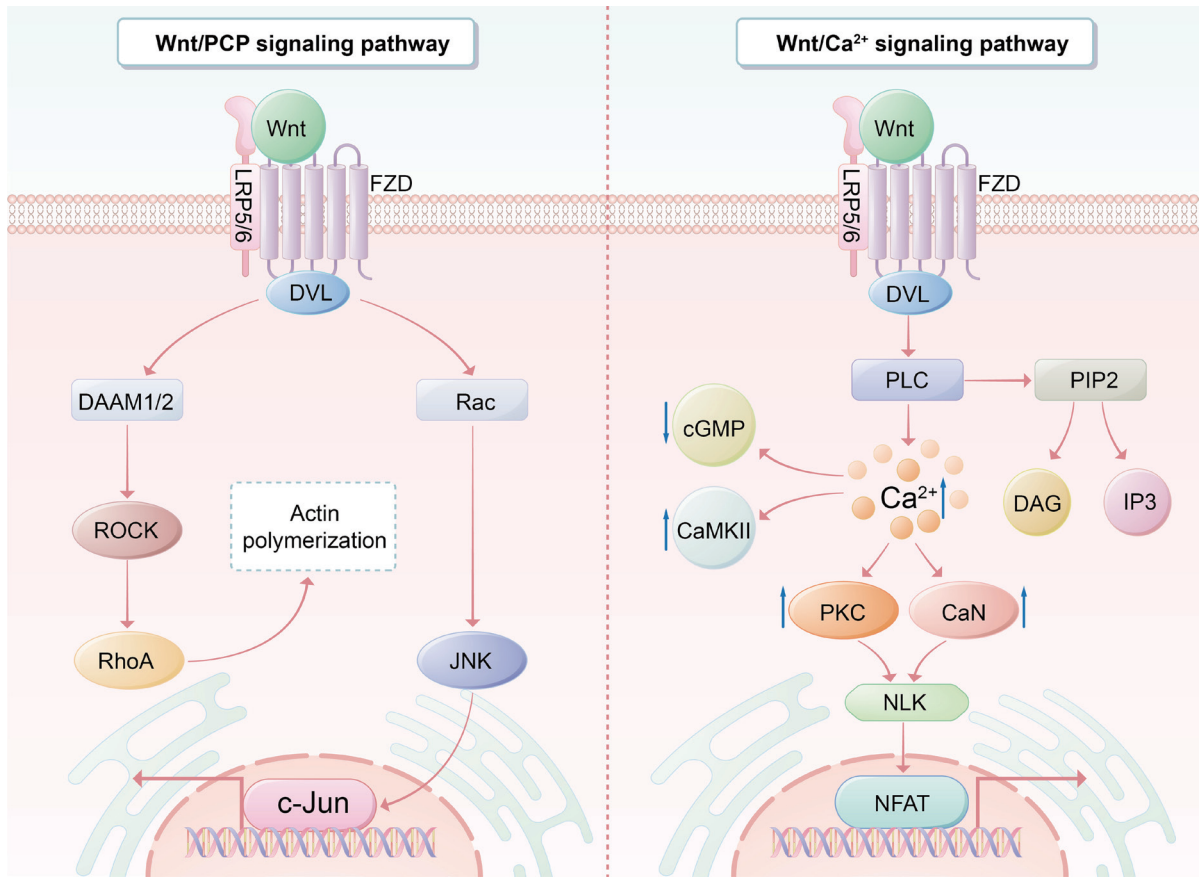 Wnt/PCP signaling pathway
Wnt
LRP5/6
FZD
DVL
DAAM1/2
Rac
ROCK
Actin
polymerization
RhoA
JNK
c-Jun
Wnt/Ca²⁺ signaling pathway
Wnt
LRP5/6
FZD
DVL
PLC
PIP2
cGMP
Ca²⁺
DAG
IP3
CaMKII
PKC
CaN
NLK
NFAT